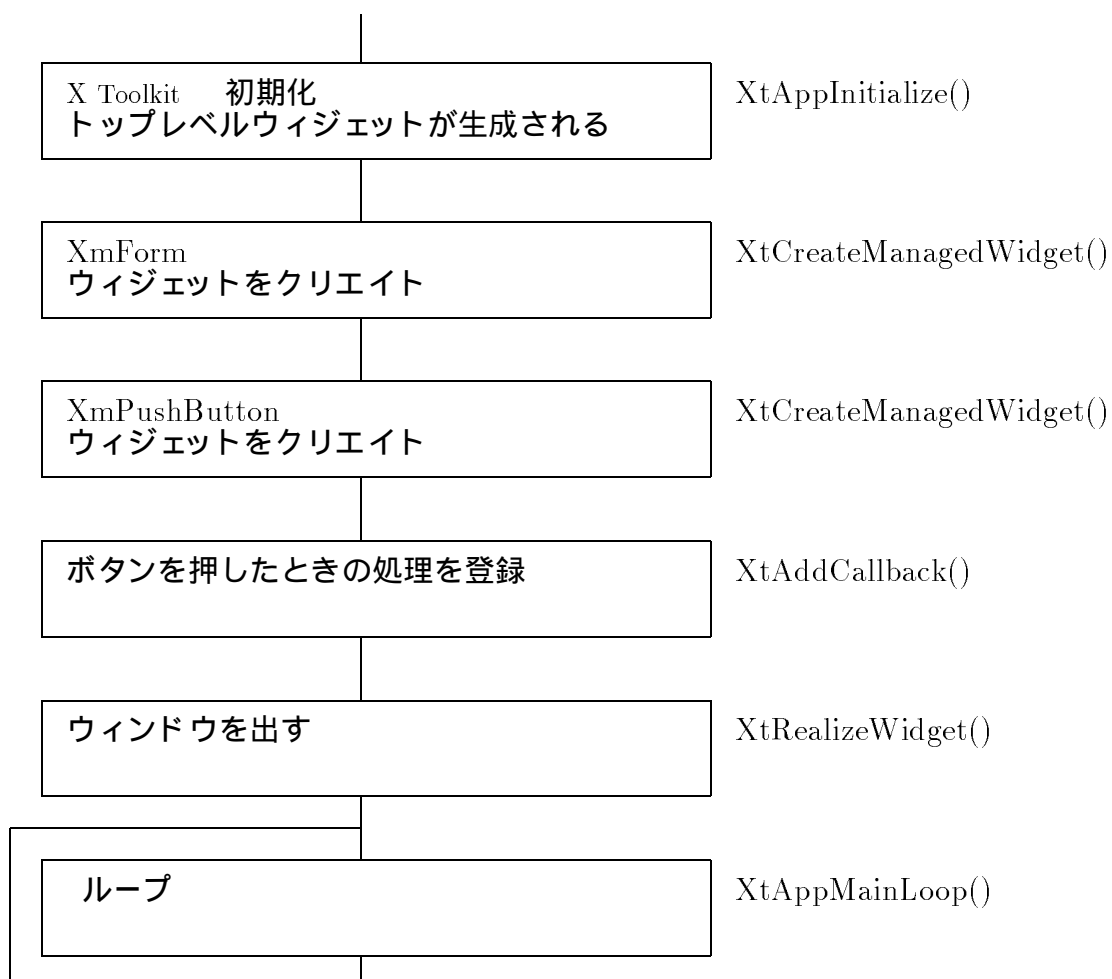 X Toolkit 初期化
トップレベルウィジェットが生成される
XtAppInitialize()
XmForm
ウィジェットをクリエイト
XtCreateManagedWidget()
XmPushButton
ウィジェットをクリエイト
XtCreateManagedWidget()
ボタンを押したときの処理を登録
XtAddCallback()
ウィンドウを出す
XtRealizeWidget()
ループ
XtAppMainLoop()